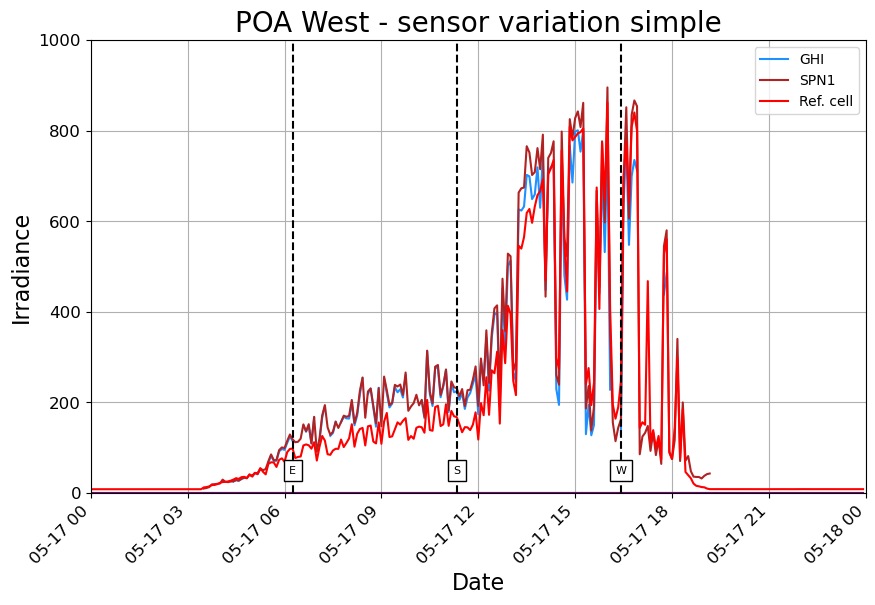 POA West - sensor variation simple
1000
800
600
400
200
0
Irradiance
GHI
SPN1
Ref. cell
E
S
W
05-17 00
05-17 03
05-17 06
05-17 09
05-17 12
05-17 15
05-17 18
05-17 21
05-18 00
Date